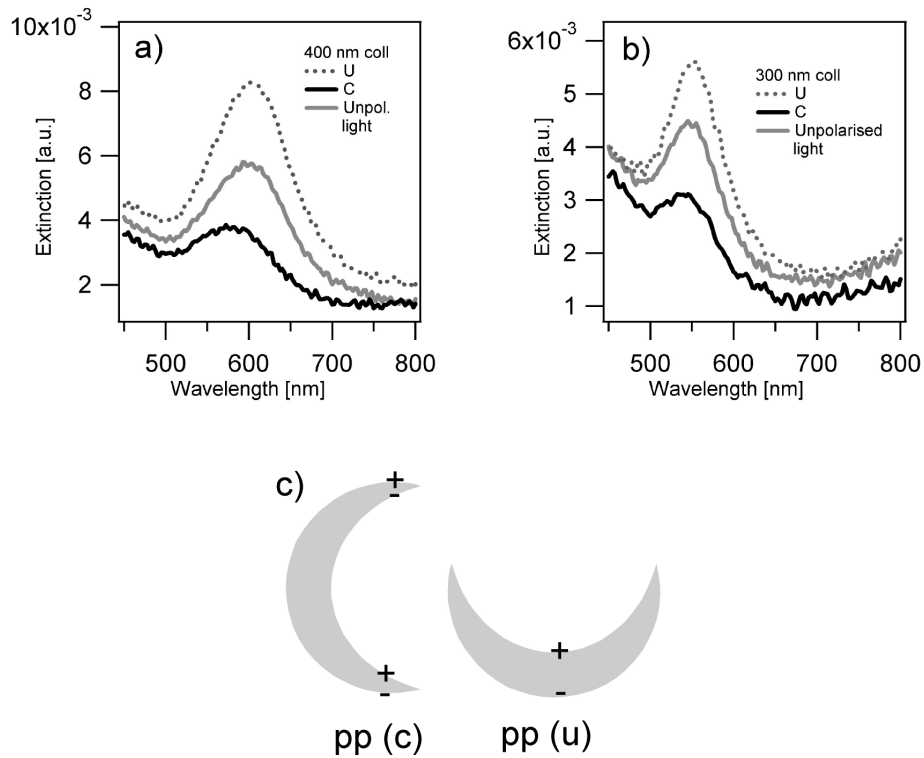 10x10⁻³
8
6
4
2
Extinction [a.u.]
a)
400 nm coll
U
C
Unpol.
light
500 600 700 800
Wavelength [nm]
6x10⁻³
5
4
3
2
1
Extinction [a.u.]
b)
300 nm coll
U
C
Unpolarised
light
500 600 700 800
Wavelength [nm]
c)
+
-
+
-
+
-
pp (c) pp (u)